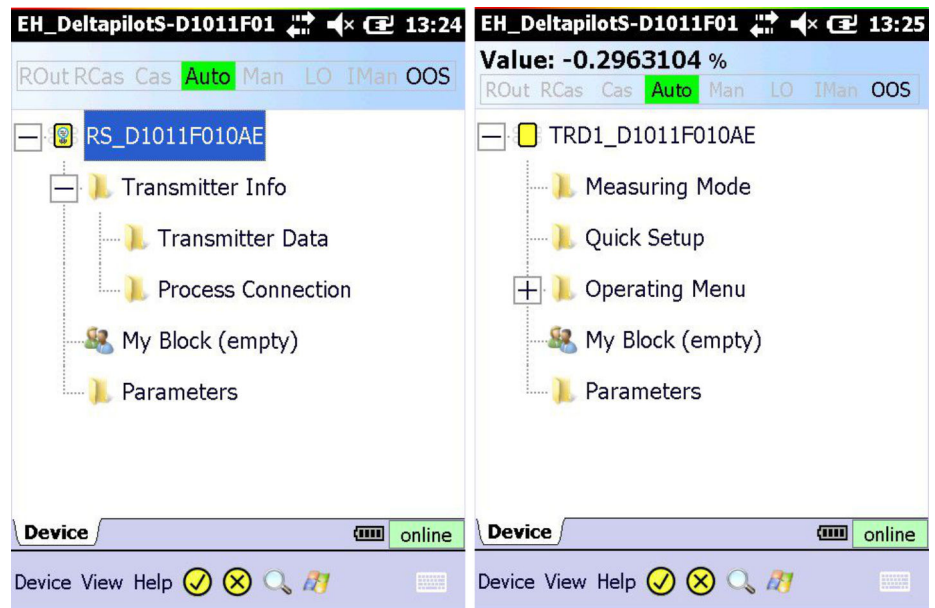 EH_DeltapilotS-D1011F01 13:24
ROut RCas Cas Auto Man LO IMan OOS
RS_D1011F010AE
Transmitter Info
Transmitter Data
Process Connection
My Block (empty)
Parameters
Device online
Device View Help
EH_DeltapilotS-D1011F01 13:25
Value: -0.2963104 %
ROut RCas Cas Auto Man LO IMan OOS
TRD1_D1011F010AE
Measuring Mode
Quick Setup
Operating Menu
My Block (empty)
Parameters
Device online
Device View Help